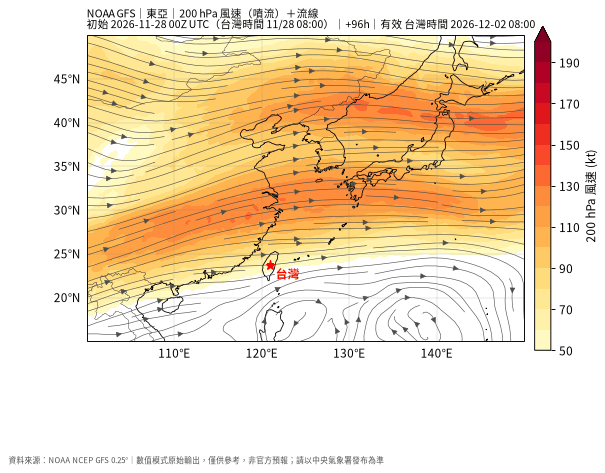 NOAA GFS｜東亞｜200 hPa 風速（噴流）＋流線
初始 2026-11-28 00Z UTC（台灣時間 11/28 08:00）｜+96h｜有效 台灣時間 2026-12-02 08:00
45°N
40°N
35°N
30°N
25°N
20°N
110°E
120°E
130°E
140°E
台灣
190
170
150
130
110
90
70
50
200 hPa 風速 (kt)
資料來源：NOAA NCEP GFS 0.25°｜數值模式原始輸出，僅供參考，非官方預報；請以中央氣象署發布為準